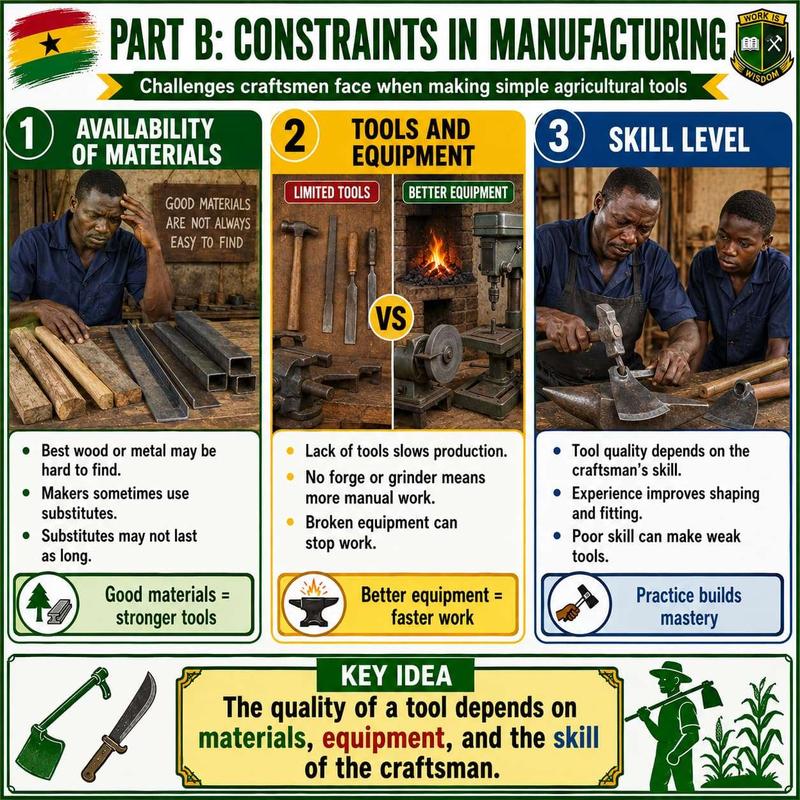 PART B: CONSTRAINTS IN MANUFACTURING
WORK IS
WISDOM
Challenges craftsmen face when making simple agricultural tools
1
AVAILABILITY
OF MATERIALS
GOOD MATERIALS
ARE NOT ALWAYS
EASY TO FIND
• Best wood or metal may be
hard to find.
• Makers sometimes use
substitutes.
• Substitutes may not last
as long.
Good materials =
stronger tools
2
TOOLS AND
EQUIPMENT
LIMITED TOOLS
BETTER EQUIPMENT
VS
• Lack of tools slows production.
• No forge or grinder means
more manual work.
• Broken equipment can
stop work.
Better equipment =
faster work
3
SKILL LEVEL
• Tool quality depends on the
craftsman's skill.
• Experience improves shaping
and fitting.
• Poor skill can make weak
tools.
Practice builds
mastery
KEY IDEA
The quality of a tool depends on
materials, equipment, and the skill
of the craftsman.